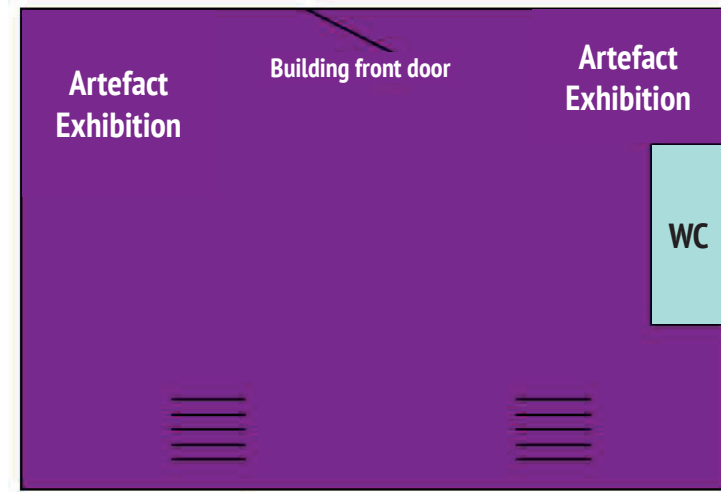 Artefact
Exhibition
Building front door
Artefact
Exhibition
WC